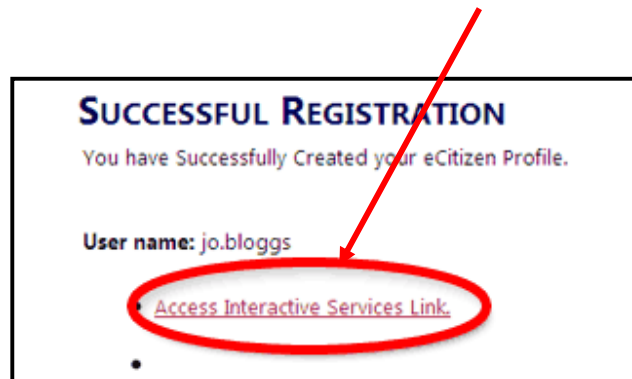 SUCCESSFUL REGISTRATION
You have Successfully Created your eCitizen Profile.
User name: jo.bloggs
• Access Interactive Services Link.
•